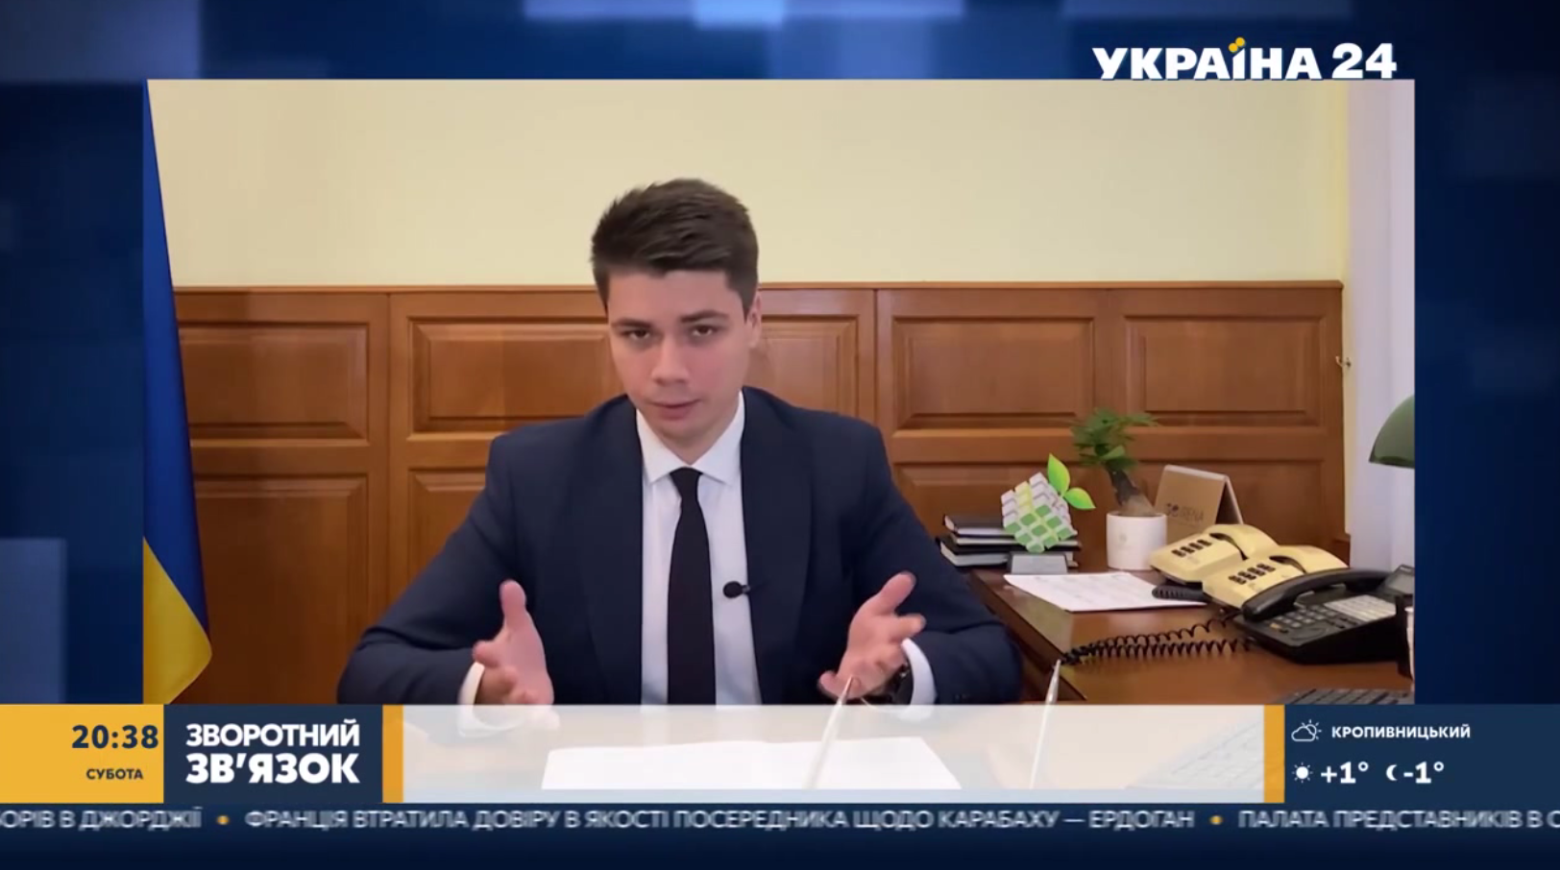 УКРАЇНА 24
20:38
СУБОТА
ЗВОРОТНИЙ
ЗВ'ЯЗОК
КРОПИВНИЦЬКИЙ
+1° -1°
ОРІВ В ДЖОРДЖІЇ • ФРАНЦІЯ ВТРАТИЛА ДОВІРУ В ЯКОСТІ ПОСЕРЕДНИКА ЩОДО КАРАБАХУ — ЕРДОГАН • ПАЛАТА ПРЕДСТАВНИКІВ В